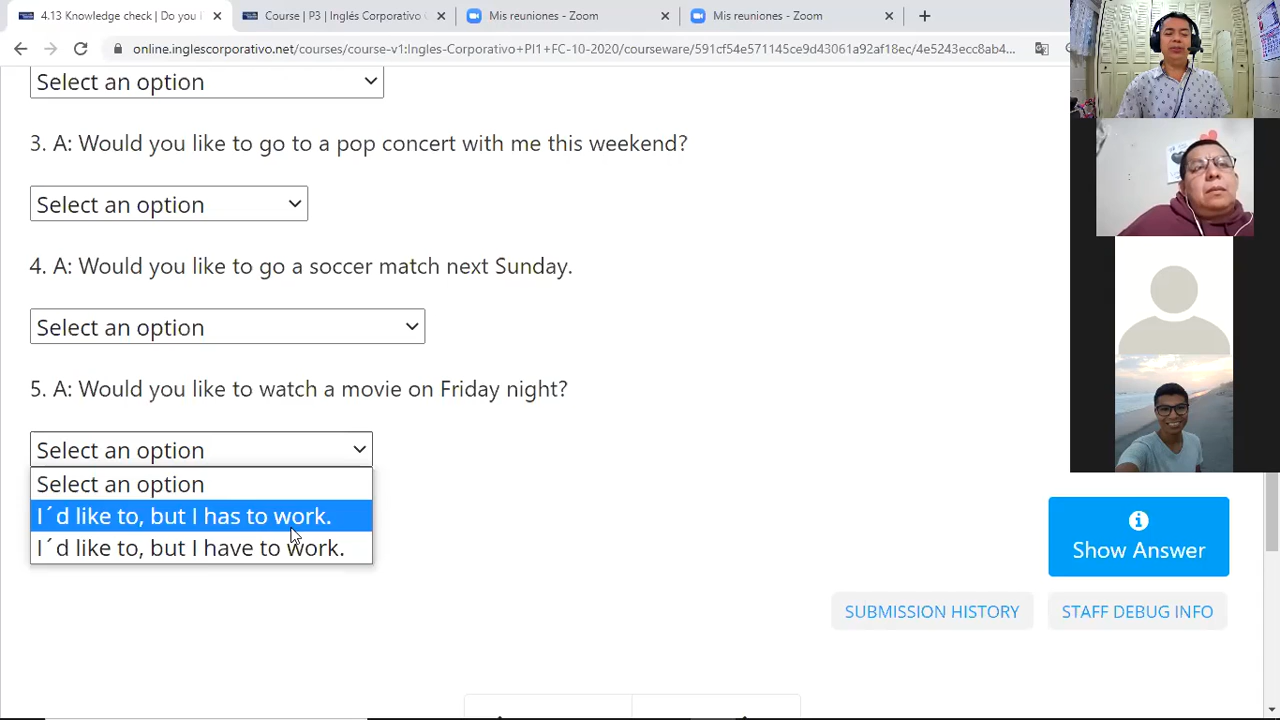 4.13 Knowledge check | Do you
Course | P3 | Inglés Corporativo
Mis reuniones - Zoom
Mis reuniones - Zoom
online.inglescorporativo.net/courses/course-v1:Ingles-Corporativo+PI1+FC-10-2020/courseware/591cf54e571145ce9d43061a92af18ec/4e5243ecc8ab4...
Select an option
3. A: Would you like to go to a pop concert with me this weekend?
Select an option
4. A: Would you like to go a soccer match next Sunday.
Select an option
5. A: Would you like to watch a movie on Friday night?
Select an option
Select an option
I´d like to, but I has to work.
I´d like to, but I have to work.
Show Answer
SUBMISSION HISTORY
STAFF DEBUG INFO